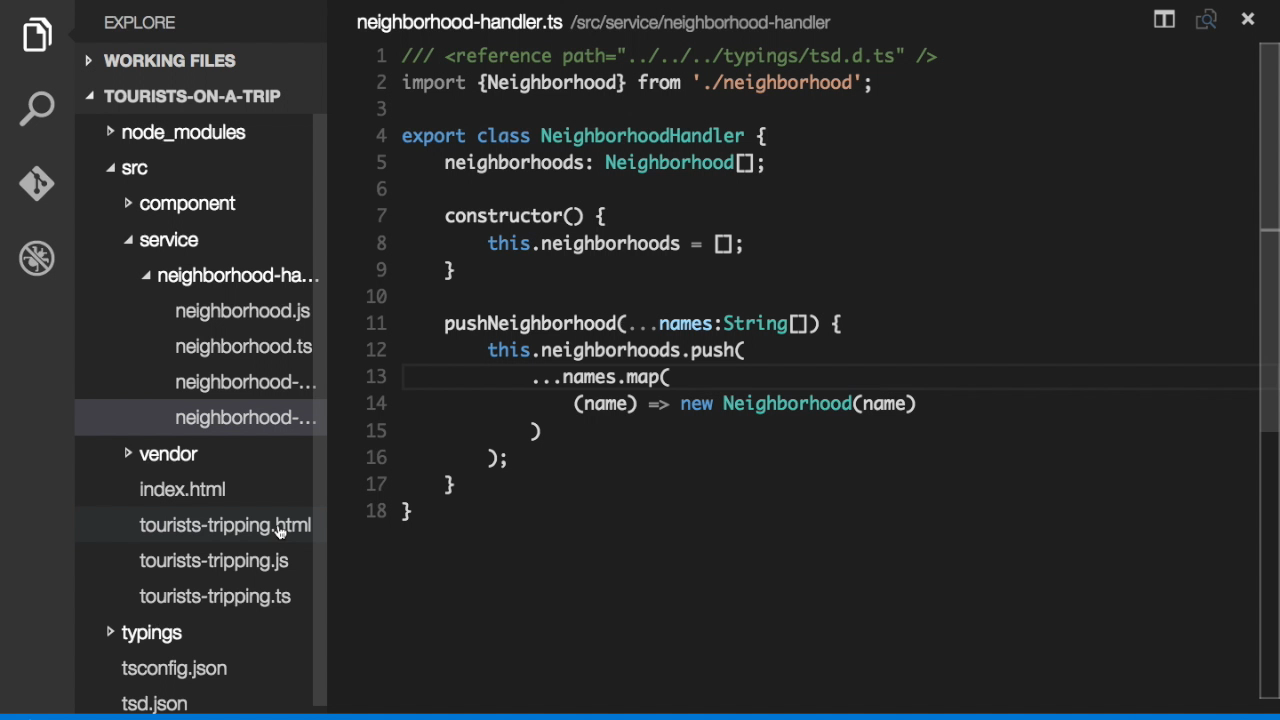 EXPLORE
WORKING FILES
TOURISTS-ON-A-TRIP
node_modules
src
component
service
neighborhood-ha...
neighborhood.js
neighborhood.ts
neighborhood-...
neighborhood-...
vendor
index.html
tourists-tripping.html
tourists-tripping.js
tourists-tripping.ts
typings
tsconfig.json
tsd.json
neighborhood-handler.ts /src/service/neighborhood-handler
1 /// <reference path="../../../typings/tsd.d.ts" />
2 import {Neighborhood} from './neighborhood';
3
4 export class NeighborhoodHandler {
5     neighborhoods: Neighborhood[];
6
7     constructor() {
8         this.neighborhoods = [];
9     }
10
11     pushNeighborhood(...names:String[]) {
12         this.neighborhoods.push(
13             ...names.map(
14                 (name) => new Neighborhood(name)
15             )
16         );
17     }
18 }